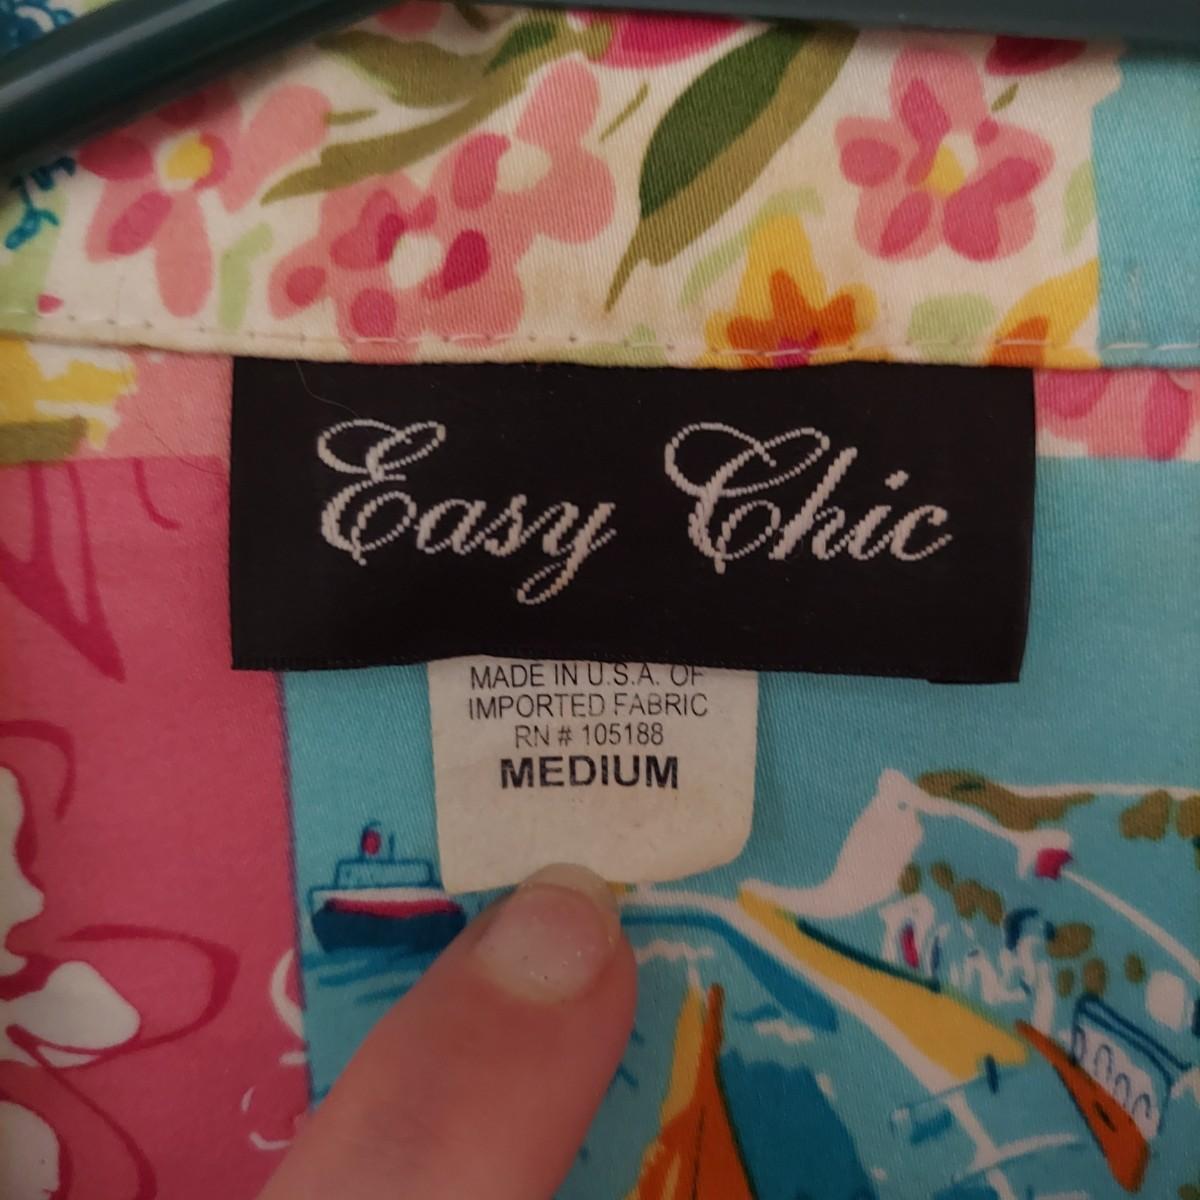 Easy Chic
MADE IN U.S.A. OF
IMPORTED FABRIC
RN # 105188
MEDIUM